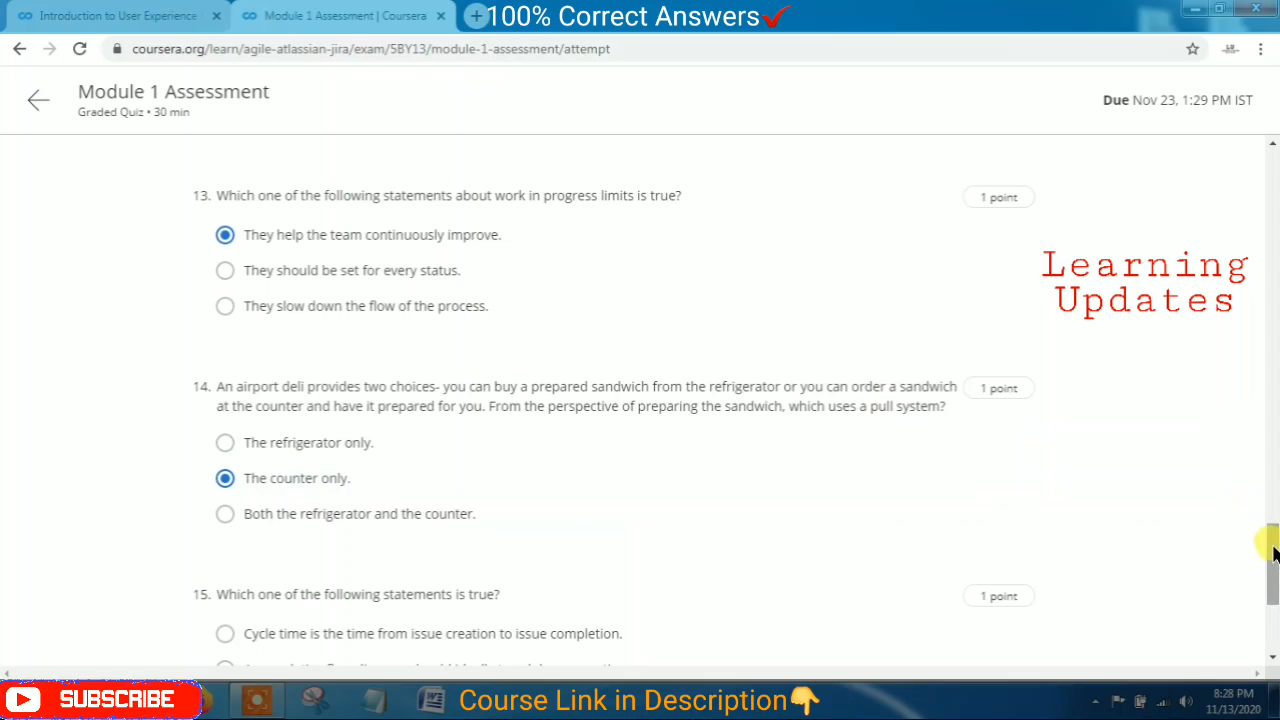 Introduction to User Experience
Module 1 Assessment | Coursera
100% Correct Answers
coursera.org/learn/agile-atlassian-jira/exam/5BY13/module-1-assessment/attempt
Module 1 Assessment
Graded Quiz • 30 min
Due Nov 23, 1:29 PM IST
13. Which one of the following statements about work in progress limits is true?
1 point
They help the team continuously improve.
They should be set for every status.
They slow down the flow of the process.
Learning
Updates
14. An airport deli provides two choices- you can buy a prepared sandwich from the refrigerator or you can order a sandwich
at the counter and have it prepared for you. From the perspective of preparing the sandwich, which uses a pull system?
1 point
The refrigerator only.
The counter only.
Both the refrigerator and the counter.
15. Which one of the following statements is true?
1 point
Cycle time is the time from issue creation to issue completion.
SUBSCRIBE
Course Link in Description
8:28 PM
11/13/2020